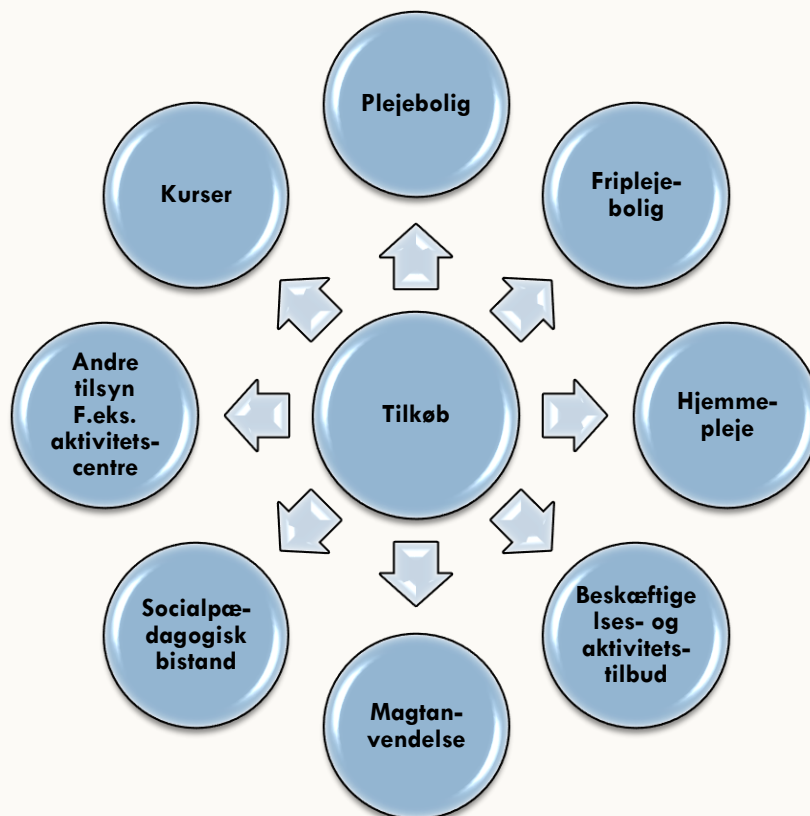 Plejebolig
Fripleje-
bolig
Hjemme-
pleje
Beskæftige
lses- og
aktivitets-
tilbud
Magtan-
vendelse
Socialpæ-
dagogisk
bistand
Andre
tilsyn
F.eks.
aktivitets-
centre
Kurser
Tilkøb